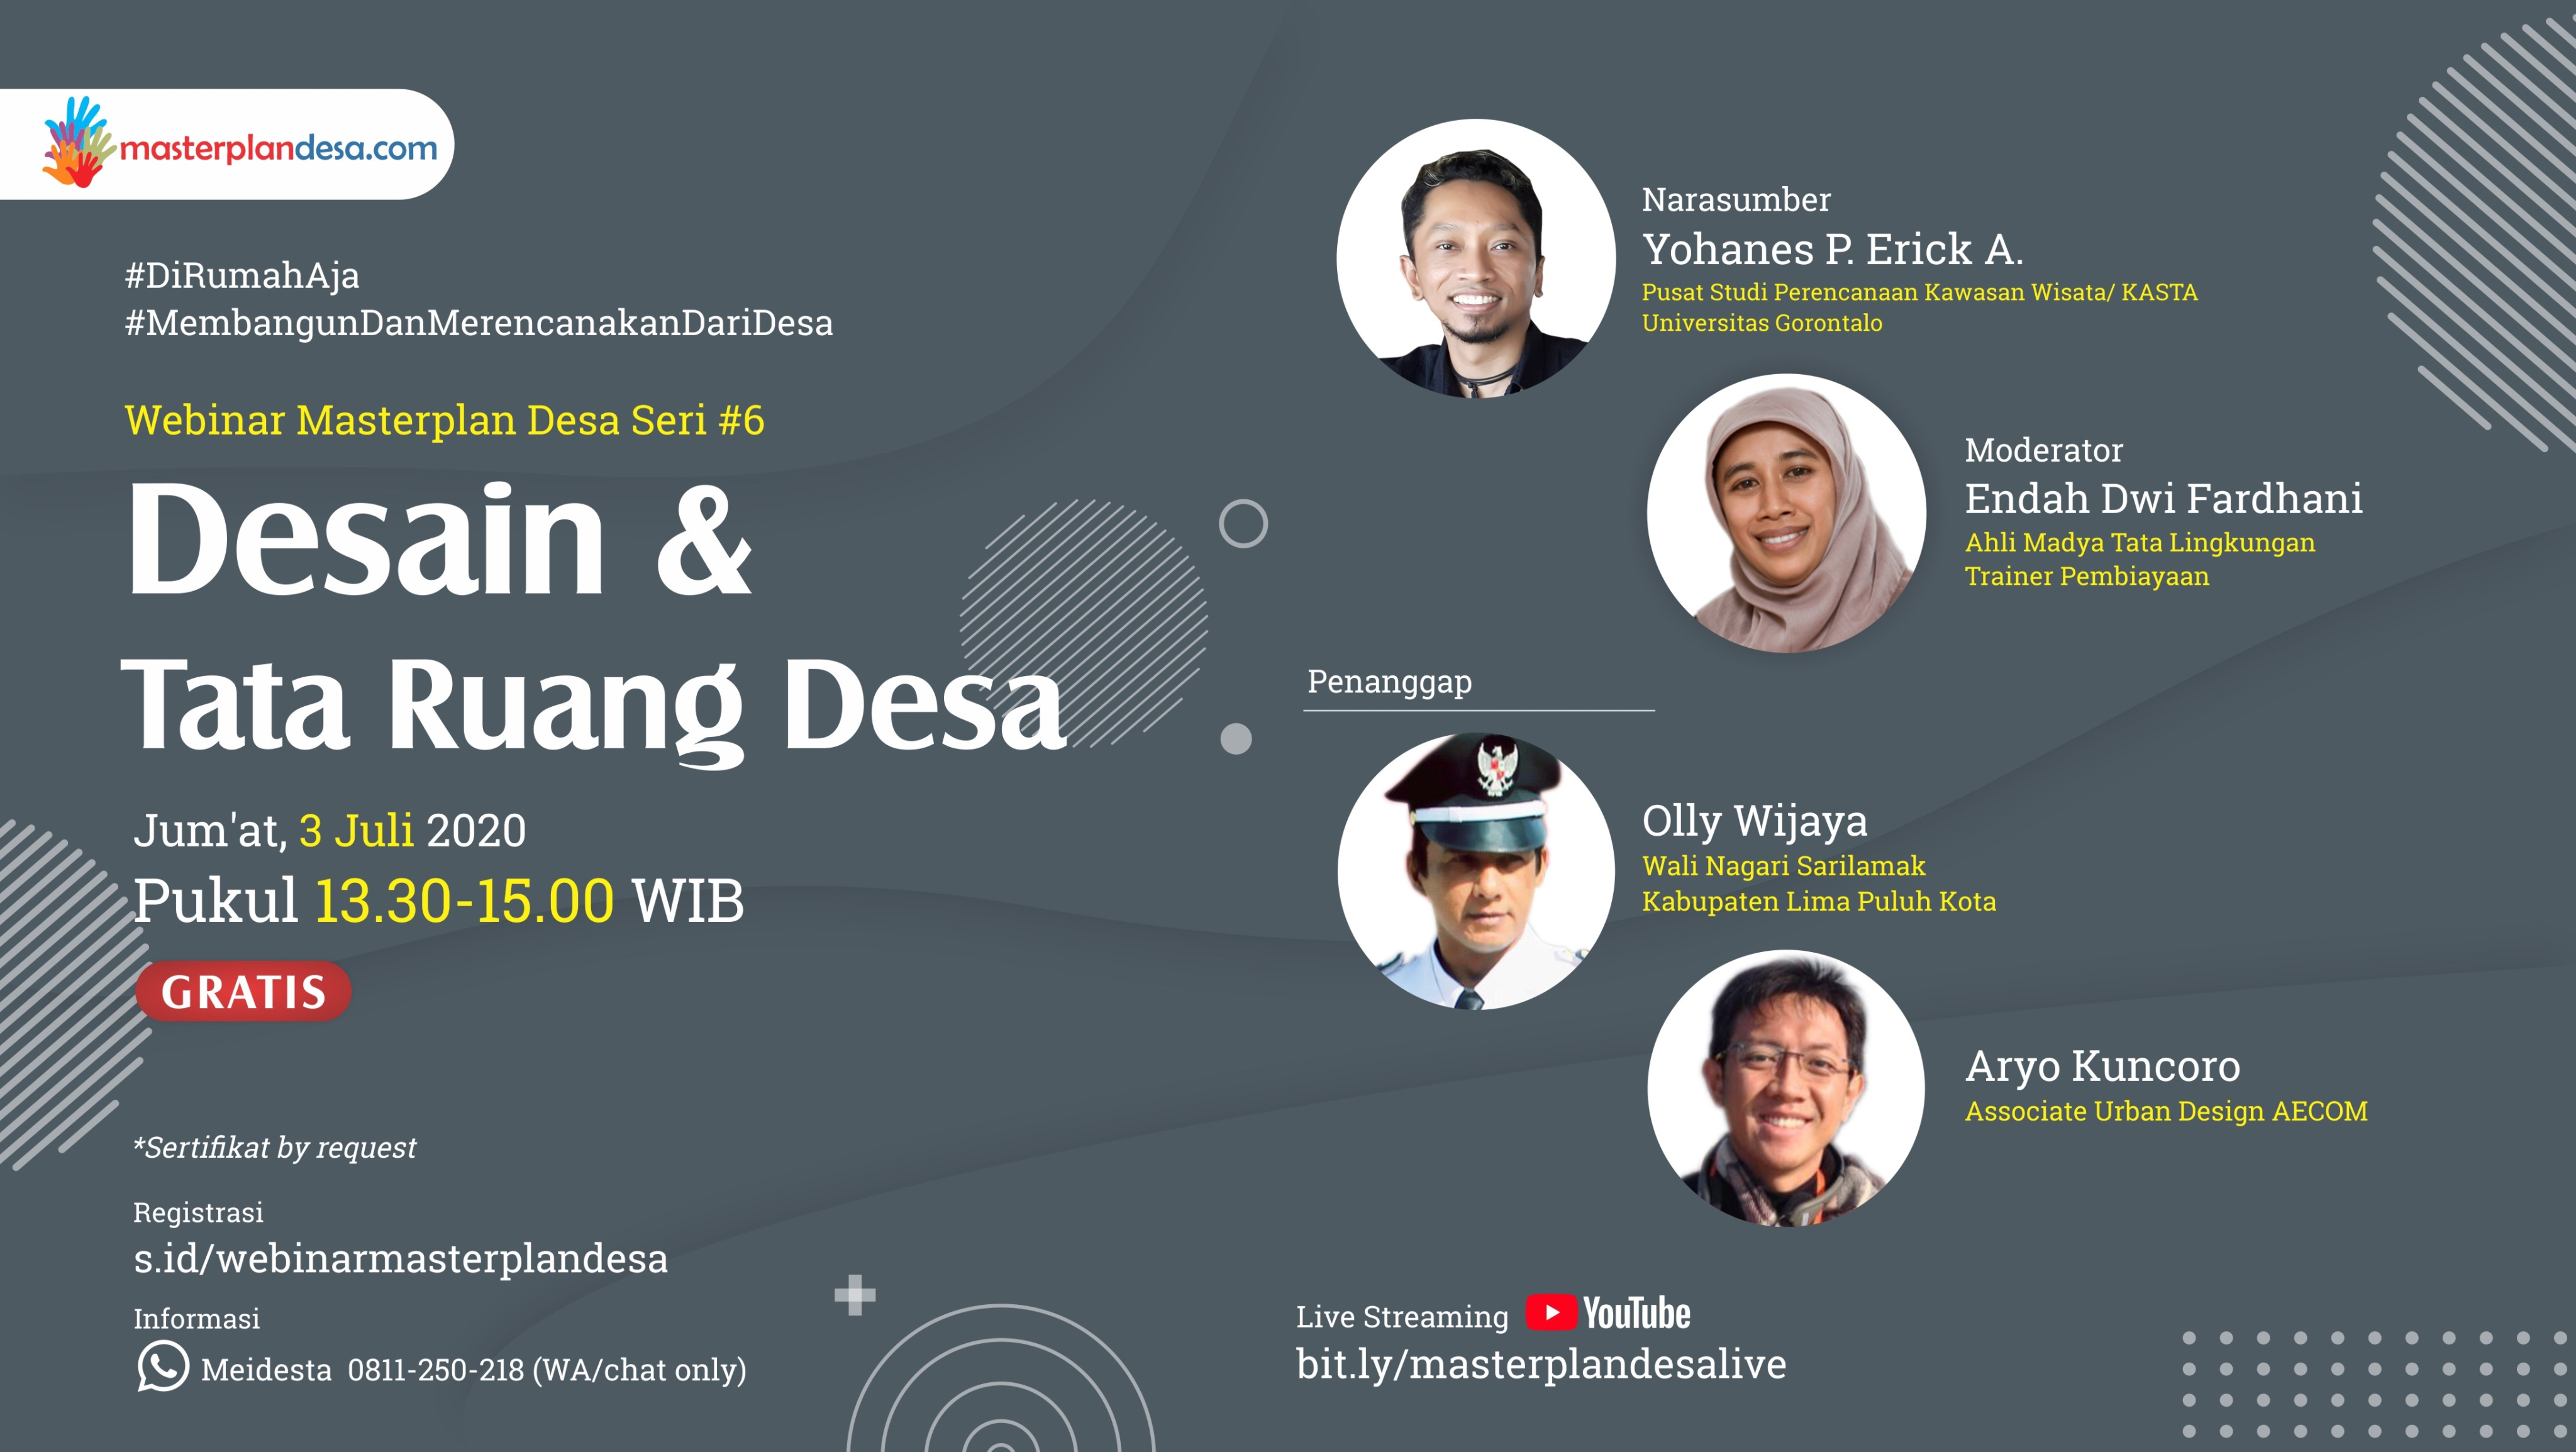 masterplandesa.com
#DiRumahAja
#MembangunDanMerencanakanDariDesa
Webinar Masterplan Desa Seri #6
Desain &
Tata Ruang Desa
Jum'at, 3 Juli 2020
Pukul 13.30-15.00 WIB
GRATIS
*Sertifikat by request
Registrasi
s.id/webinarmasterplandesa
Informasi
Meidesta 0811-250-218 (WA/chat only)
Narasumber
Yohanes P. Erick A.
Pusat Studi Perencanaan Kawasan Wisata/ KASTA
Universitas Gorontalo
Moderator
Endah Dwi Fardhani
Ahli Madya Tata Lingkungan
Trainer Pembiayaan
Penanggap
Olly Wijaya
Wali Nagari Sarilamak
Kabupaten Lima Puluh Kota
Aryo Kuncoro
Associate Urban Design AECOM
Live Streaming YouTube
bit.ly/masterplandesalive